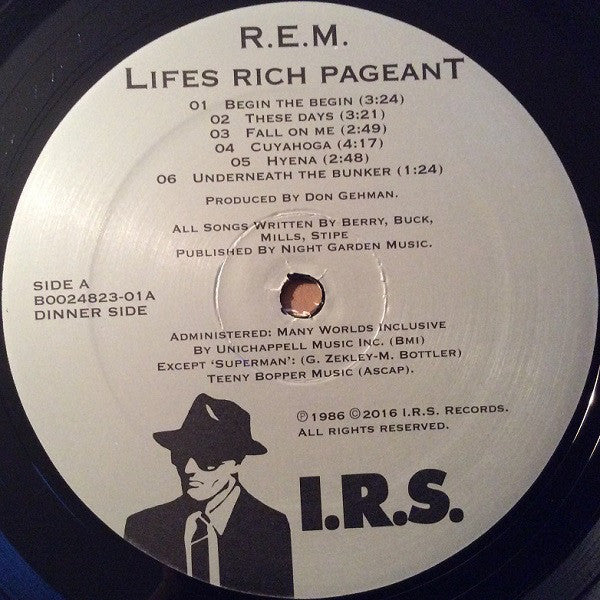 R.E.M.
LIFES RICH PAGEANT
01 BEGIN THE BEGIN (3:24)
02 THESE DAYS (3:21)
03 FALL ON ME (2:49)
04 CUYAHOGA (4:17)
05 HYENA (2:48)
06 UNDERNEATH THE BUNKER (1:24)
PRODUCED BY DON GEHMAN.
ALL SONGS WRITTEN BY BERRY, BUCK,
MILLS, STIPE
PUBLISHED BY NIGHT GARDEN MUSIC.
SIDE A
B0024823-01A
DINNER SIDE
ADMINISTERED: MANY WORLDS INCLUSIVE
BY UNICHAPPELL MUSIC INC. (BMI)
EXCEPT ‘SUPERMAN’: (G. ZEKLEY-M. BOTTLER)
TEENY BOPPER MUSIC (ASCAP).
℗1986 ©2016 I.R.S. RECORDS.
ALL RIGHTS RESERVED.
I.R.S.